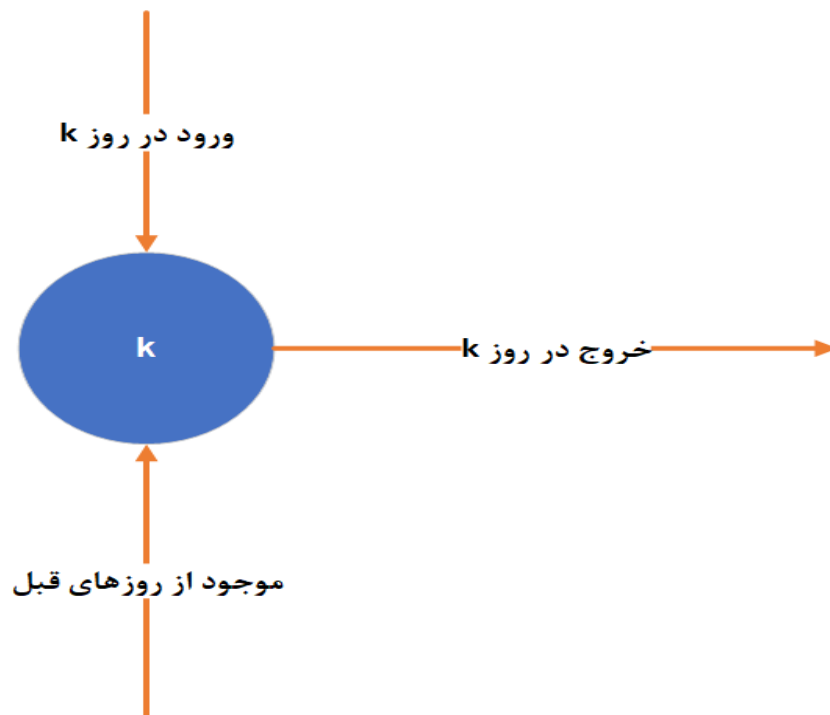 ورود در روز k
k
خروج در روز k
موجود از روزهای قبل